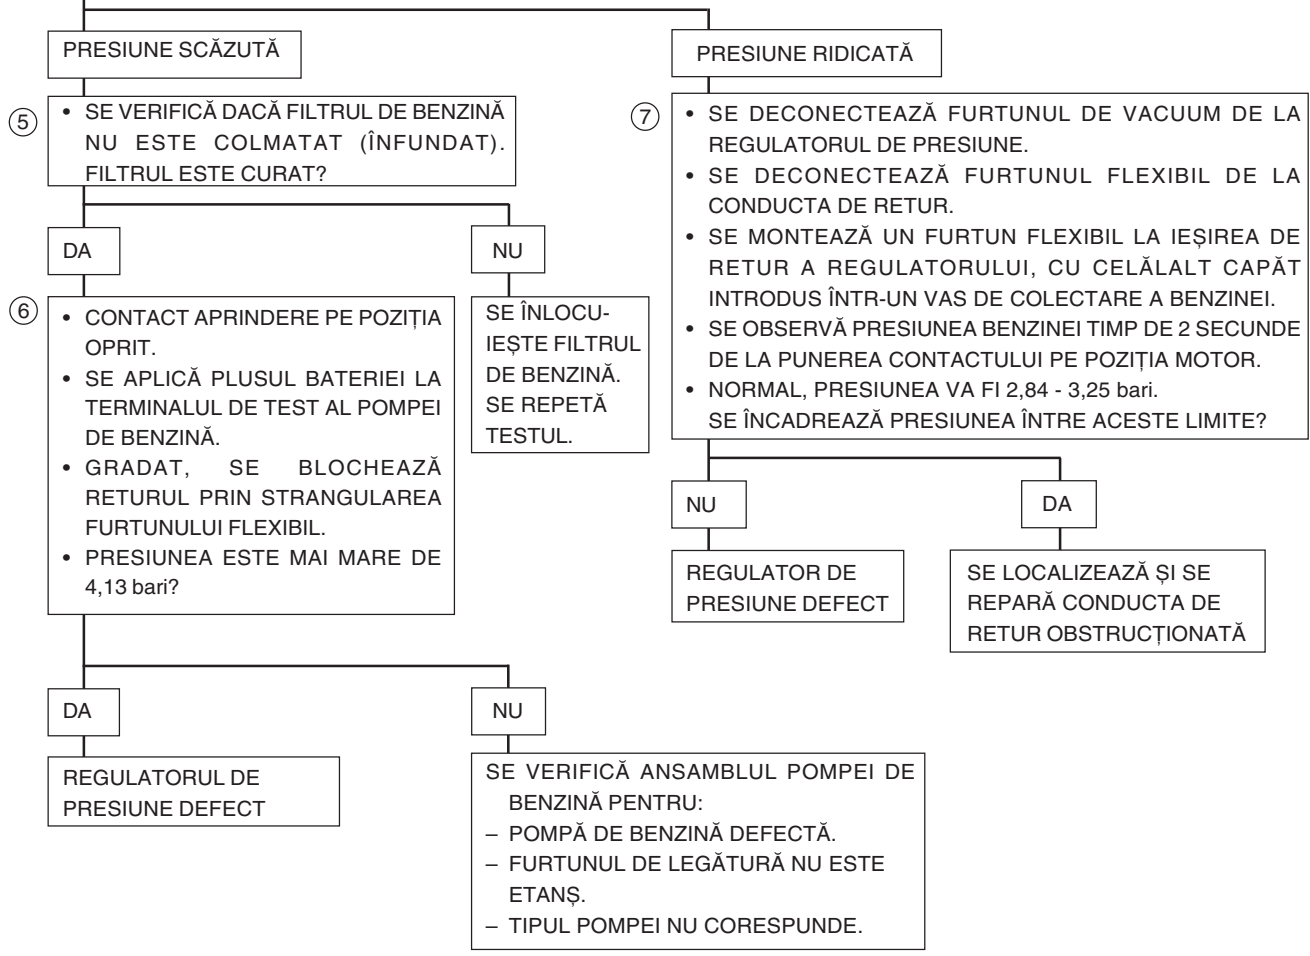 PRESIUNE SCĂZUTĂ
5
• SE VERIFICĂ DACĂ FILTRUL DE BENZINĂ
NU ESTE COLMATAT (ÎNFUNDAT).
FILTRUL ESTE CURAT?
DA
NU
6
• CONTACT APRINDERE PE POZIȚIA
OPRIT.
• SE APLICĂ PLUSUL BATERIEI LA
TERMINALUL DE TEST AL POMPEI
DE BENZINĂ.
• GRADAT, SE BLOCHEAZĂ
RETURUL PRIN STRANGULAREA
FURTUNULUI FLEXIBIL.
• PRESIUNEA ESTE MAI MARE DE
4,13 bari?
SE ÎNLOCU-
IEȘTE FILTRUL
DE BENZINĂ.
SE REPETĂ
TESTUL.
DA
NU
REGULATORUL DE
PRESIUNE DEFECT
SE VERIFICĂ ANSAMBLUL POMPEI DE
BENZINĂ PENTRU:
– POMPĂ DE BENZINĂ DEFECTĂ.
– FURTUNUL DE LEGĂTURĂ NU ESTE
ETANȘ.
– TIPUL POMPEI NU CORESPUNDE.
PRESIUNE RIDICATĂ
7
• SE DECONECTEAZĂ FURTUNUL DE VACUUM DE LA
REGULATORUL DE PRESIUNE.
• SE DECONECTEAZĂ FURTUNUL FLEXIBIL DE LA
CONDUCTA DE RETUR.
• SE MONTEAZĂ UN FURTUN FLEXIBIL LA IEȘIREA DE
RETUR A REGULATORULUI, CU CELĂLALT CAPĂT
INTRODUS ÎNTR-UN VAS DE COLECTARE A BENZINEI.
• SE OBSERVĂ PRESIUNEA BENZINEI TIMP DE 2 SECUNDE
DE LA PUNEREA CONTACTULUI PE POZIȚIA MOTOR.
• NORMAL, PRESIUNEA VA FI 2,84 - 3,25 bari.
SE ÎNCADREAZĂ PRESIUNEA ÎNTRE ACESTE LIMITE?
NU
DA
REGULATOR DE
PRESIUNE DEFECT
SE LOCALIZEAZĂ ȘI SE
REPARĂ CONDUCTA DE
RETUR OBSTRUCȚIONATĂ